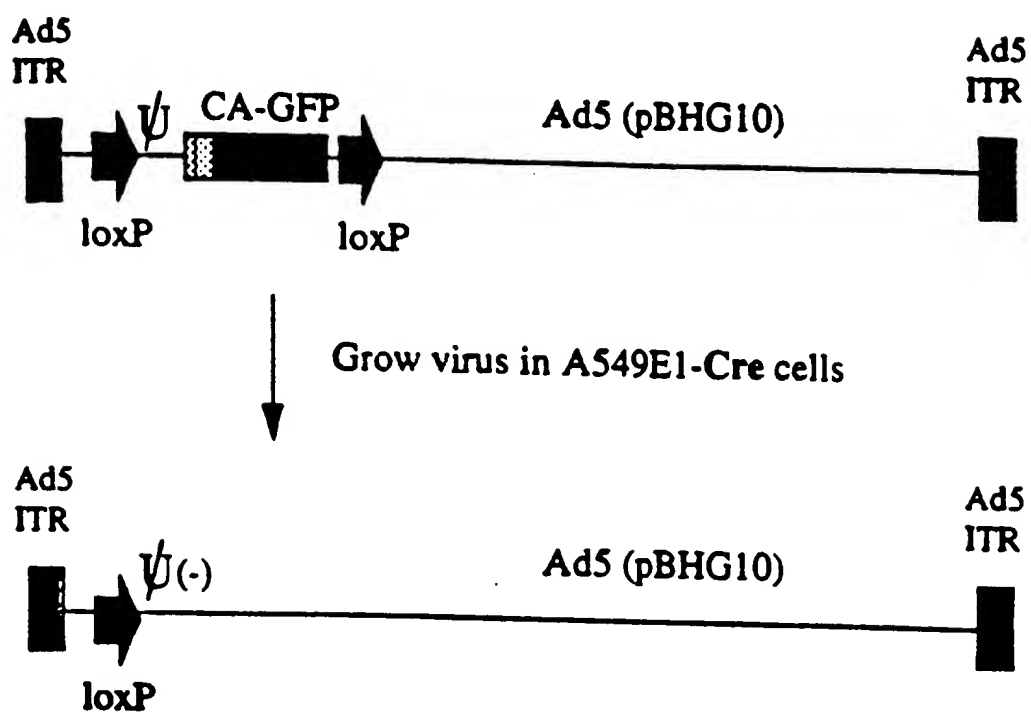 Ad5
ITR
ψ
CA-GFP
Ad5 (pBHG10)
Ad5
ITR
loxP
loxP
Grow virus in A549E1-Cre cells
Ad5
ITR
ψ(-)
Ad5 (pBHG10)
Ad5
ITR
loxP